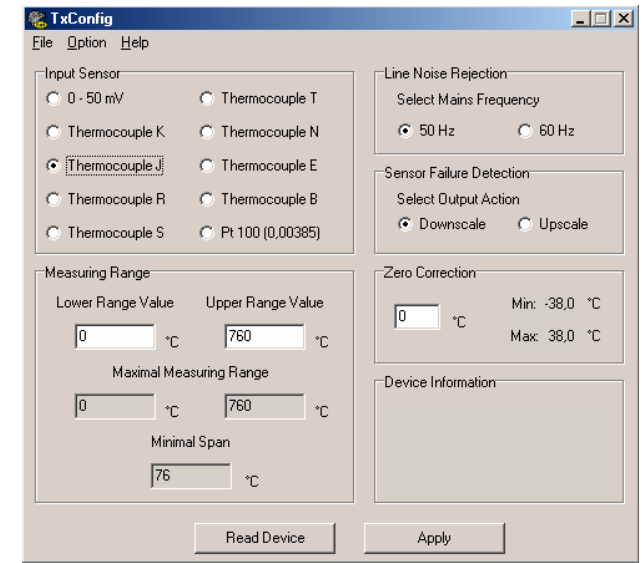 TxConfig
File Option Help
Input Sensor
0 - 50 mV
Thermocouple T
Thermocouple K
Thermocouple N
Thermocouple J
Thermocouple E
Thermocouple R
Thermocouple B
Thermocouple S
Pt 100 (0,00385)
Line Noise Rejection
Select Mains Frequency
50 Hz 60 Hz
Sensor Failure Detection
Select Output Action
Downscale Upscale
Measuring Range
Lower Range Value Upper Range Value
0 °C 760 °C
Maximal Measuring Range
0 °C 760 °C
Minimal Span
76 °C
Zero Correction
0 °C
Min: -38,0 °C
Max: 38,0 °C
Device Information
Read Device Apply